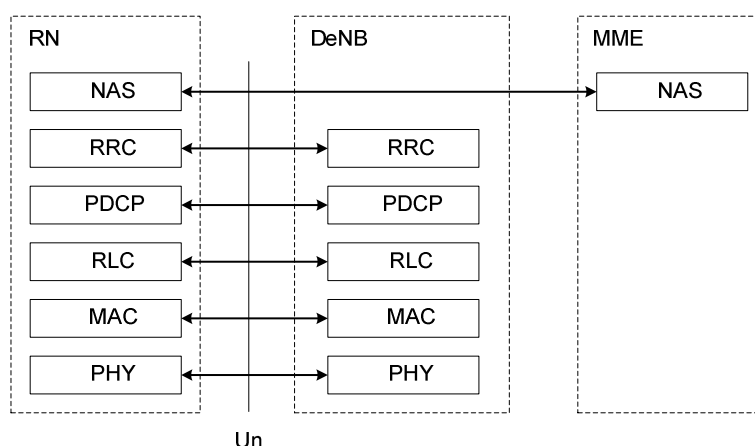 RN DeNB MME
NAS NAS
RRC RRC
PDCP PDCP
RLC RLC
MAC MAC
PHY PHY
Un